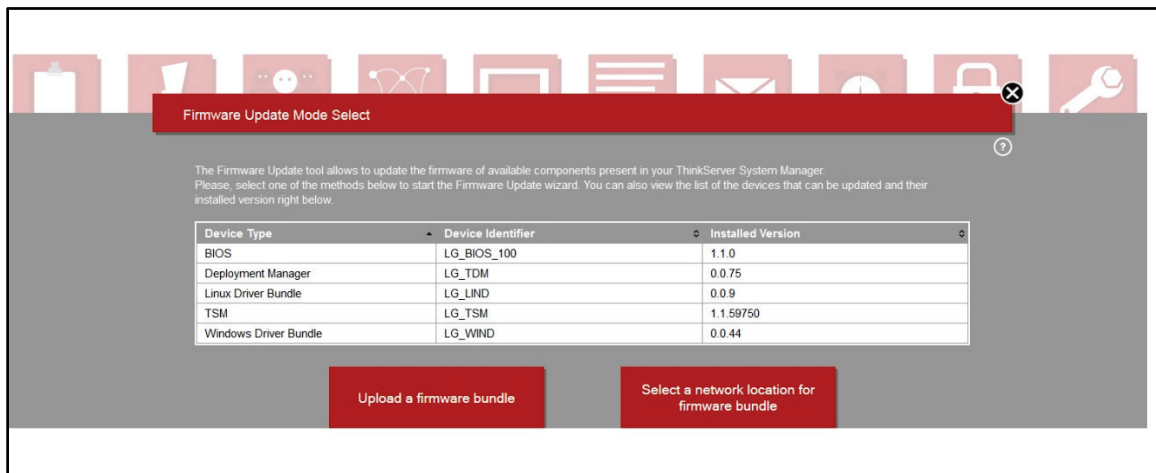 Firmware Update Mode Select
The Firmware Update tool allows to update the firmware of available components present in your ThinkServer System Manager.
Please, select one of the methods below to start the Firmware Update wizard. You can also view the list of the devices that can be updated and their
installed version right below.
Device Type Device Identifier Installed Version
BIOS LG_BIOS_100 1.1.0
Deployment Manager LG_TDM 0.0.75
Linux Driver Bundle LG_LIND 0.0.9
TSM LG_TSM 1.1.59750
Windows Driver Bundle LG_WIND 0.0.44
Upload a firmware bundle
Select a network location for
firmware bundle